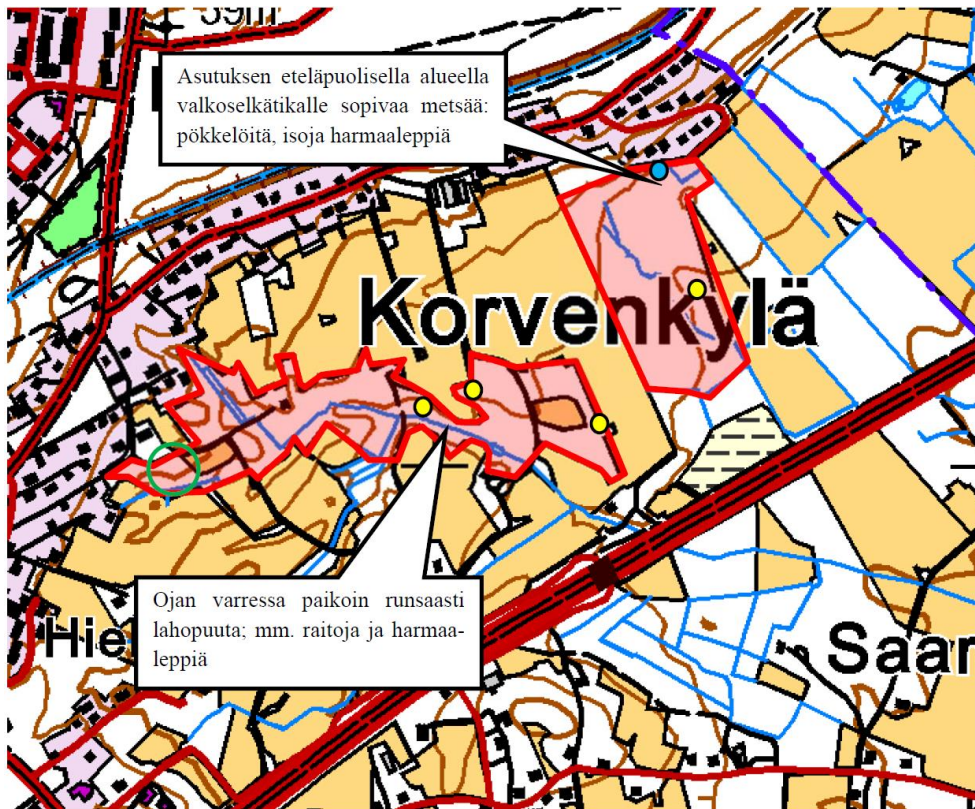 39m
Asutuksen eteläpuolisella alueella
valkoselkätikalle sopivaa metsää:
pökkelöitä, isoja harmaaleppiä
Korvenkylä
Ojan varressa paikoin runsaasti
lahopuuta; mm. raitoja ja harmaa-
leppiä
Hie
Saar